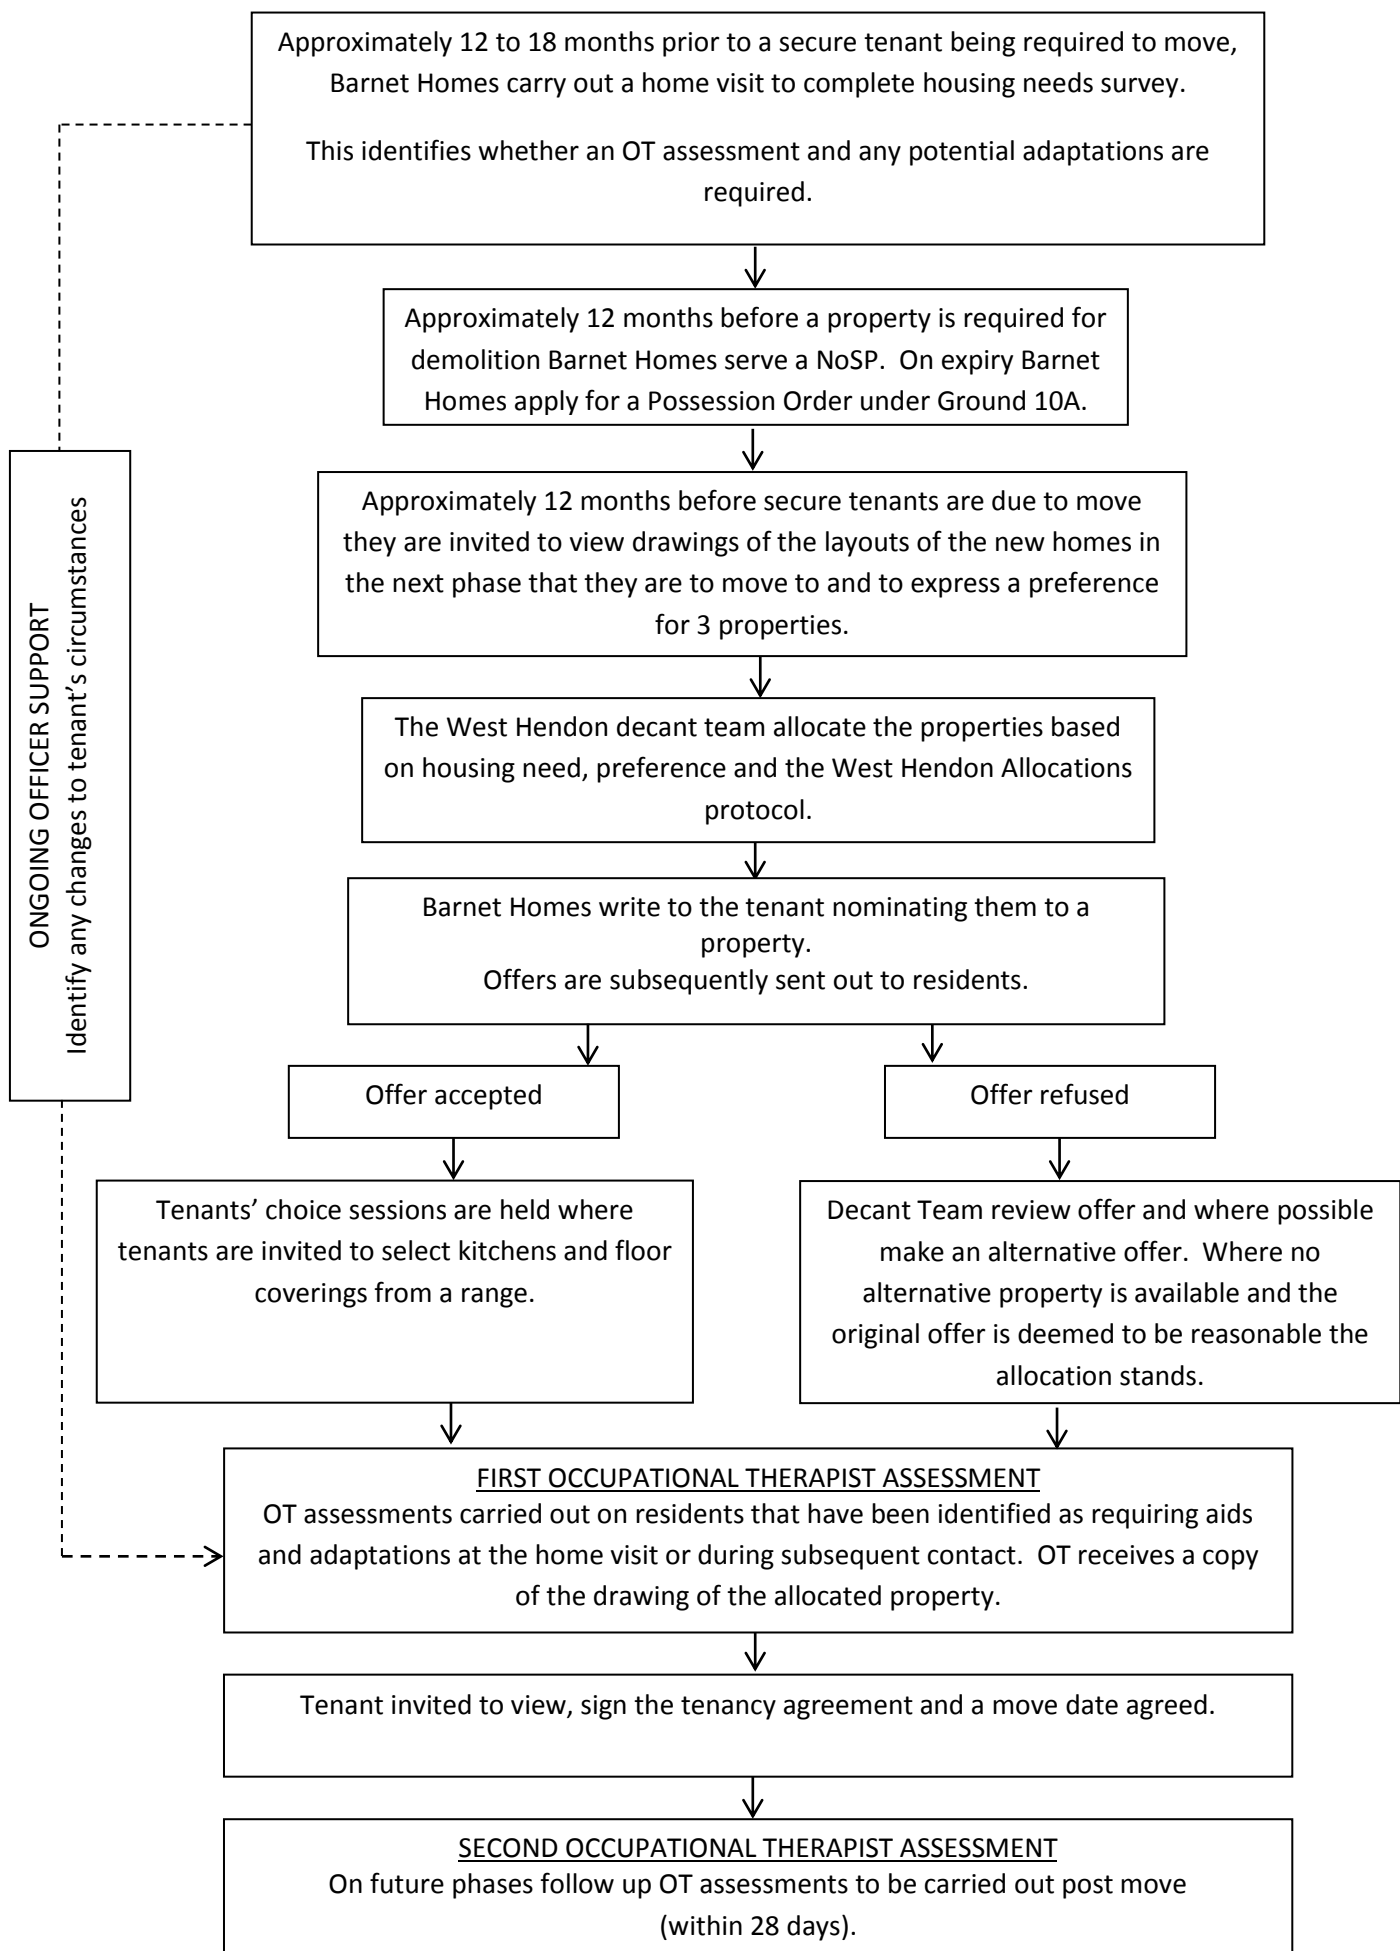 Approximately 12 to 18 months prior to a secure tenant being required to move,
Barnet Homes carry out a home visit to complete housing needs survey.
This identifies whether an OT assessment and any potential adaptations are
required.
Approximately 12 months before a property is required for
demolition Barnet Homes serve a NoSP.  On expiry Barnet
Homes apply for a Possession Order under Ground 10A.
ONGOING OFFICER SUPPORT
Identify any changes to tenant’s circumstances
Approximately 12 months before secure tenants are due to move
they are invited to view drawings of the layouts of the new homes in
the next phase that they are to move to and to express a preference
for 3 properties.
The West Hendon decant team allocate the properties based
on housing need, preference and the West Hendon Allocations
protocol.
Barnet Homes write to the tenant nominating them to a
property.
Offers are subsequently sent out to residents.
Offer accepted
Offer refused
Tenants’ choice sessions are held where
tenants are invited to select kitchens and floor
coverings from a range.
Decant Team review offer and where possible
make an alternative offer.  Where no
alternative property is available and the
original offer is deemed to be reasonable the
allocation stands.
FIRST OCCUPATIONAL THERAPIST ASSESSMENT
OT assessments carried out on residents that have been identified as requiring aids
and adaptations at the home visit or during subsequent contact.  OT receives a copy
of the drawing of the allocated property.
Tenant invited to view, sign the tenancy agreement and a move date agreed.
SECOND OCCUPATIONAL THERAPIST ASSESSMENT
On future phases follow up OT assessments to be carried out post move
(within 28 days).